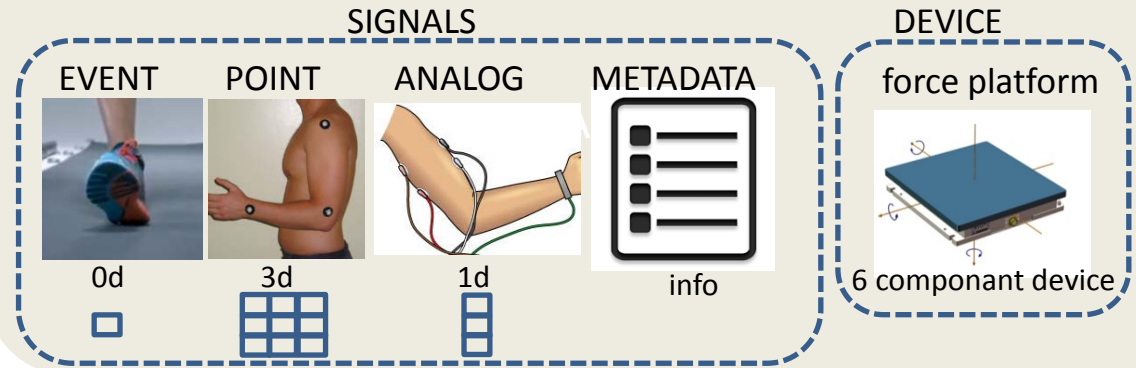 SIGNALS
EVENT POINT ANALOG METADATA
0d 3d 1d info
DEVICE
force platform
6 componant device